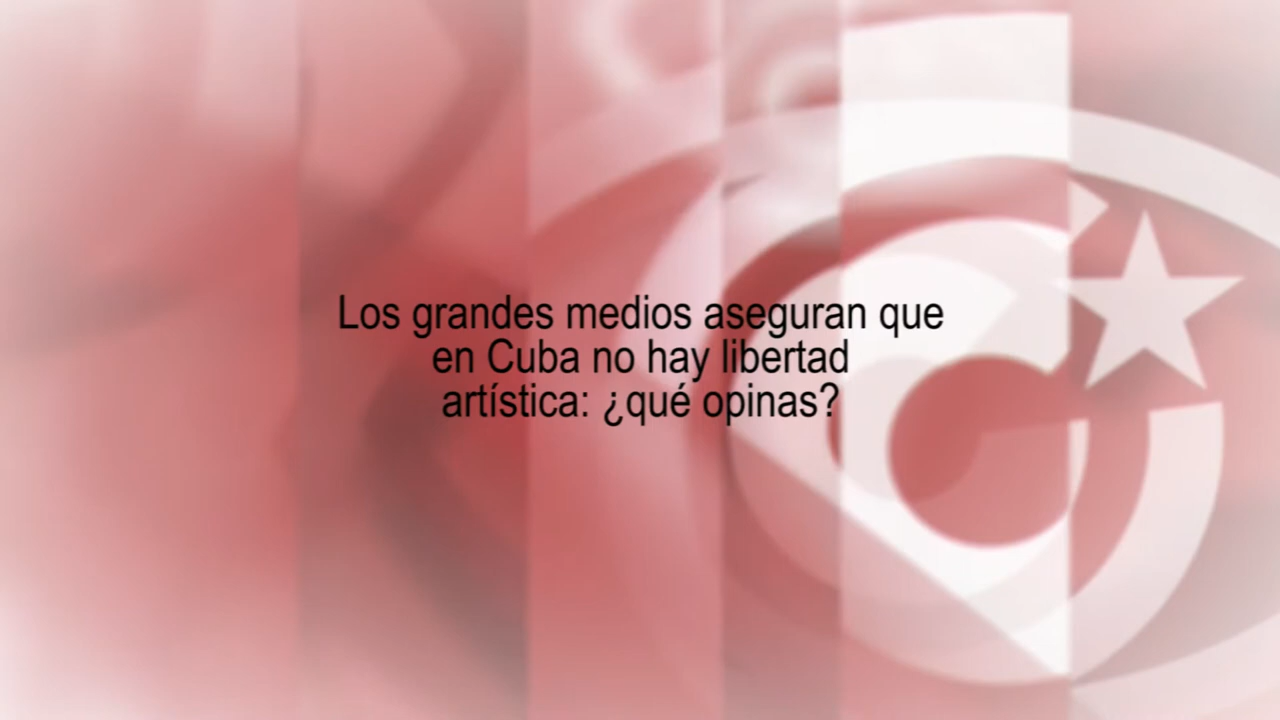 Los grandes medios aseguran que
en Cuba no hay libertad
artística: ¿qué opinas?